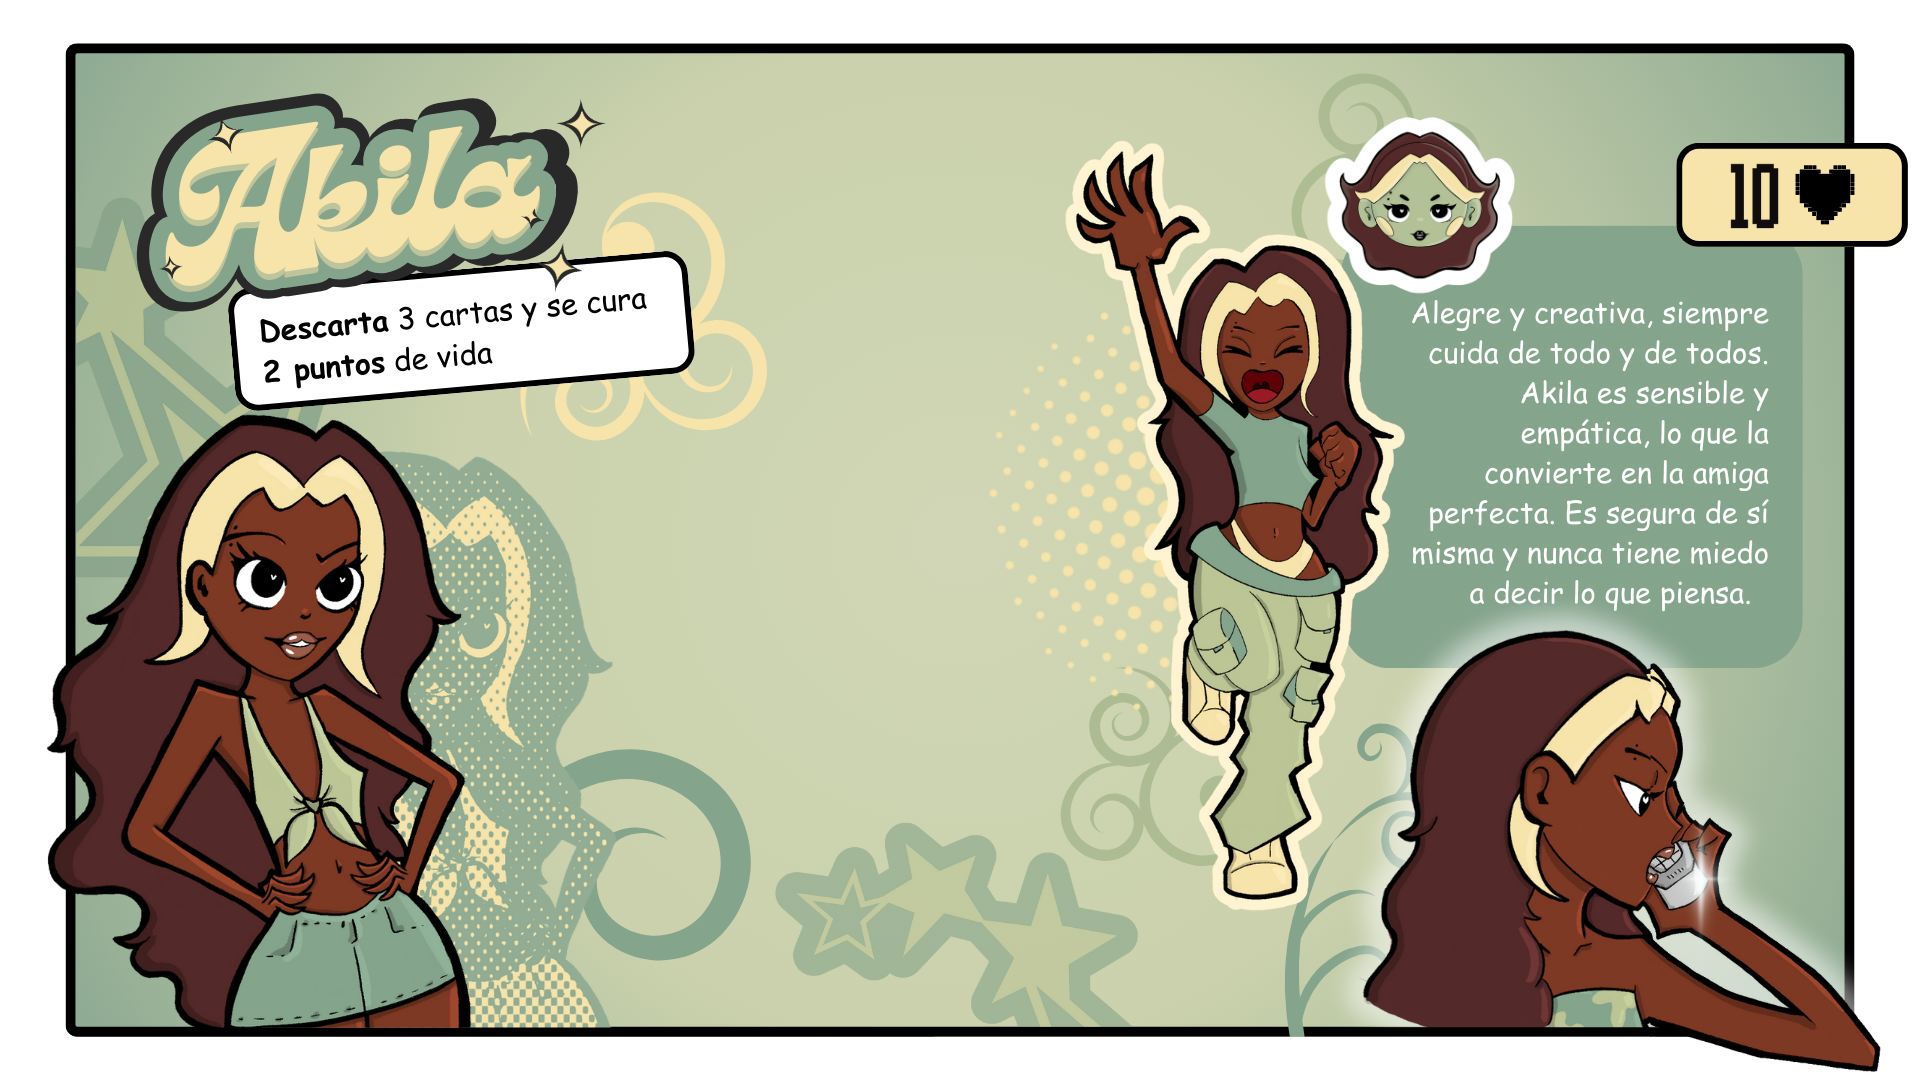 Akila
Descarta 3 cartas y se cura
2 puntos de vida
10
Alegre y creativa, siempre
cuida de todo y de todos.
Akila es sensible y
empática, lo que la
convierte en la amiga
perfecta. Es segura de sí
misma y nunca tiene miedo
a decir lo que piensa.